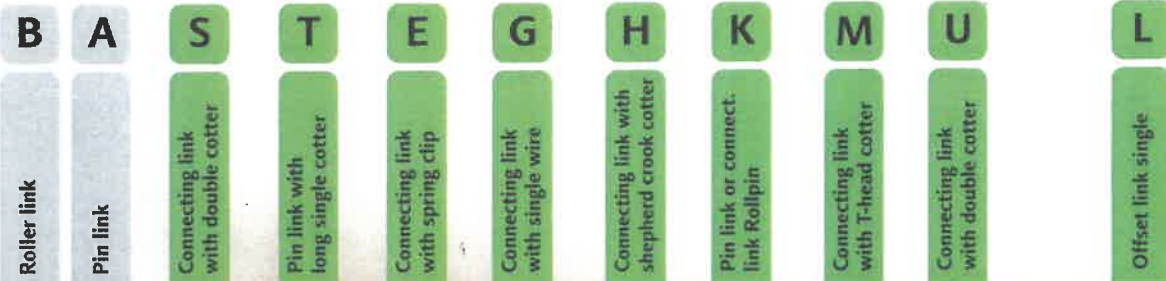 B
A
S
T
E
G
H
K
M
U
L
Roller link
Pin link
Connecting link
with double cotter
Pin link with
long single cotter
Connecting link
with spring clip
Connecting link
with single wire
Connecting link with
shepherd crook cotter
Pin link or connect.
link Rollpin
Connecting link
with T-head cotter
Connecting link
with double cotter
Offset link single